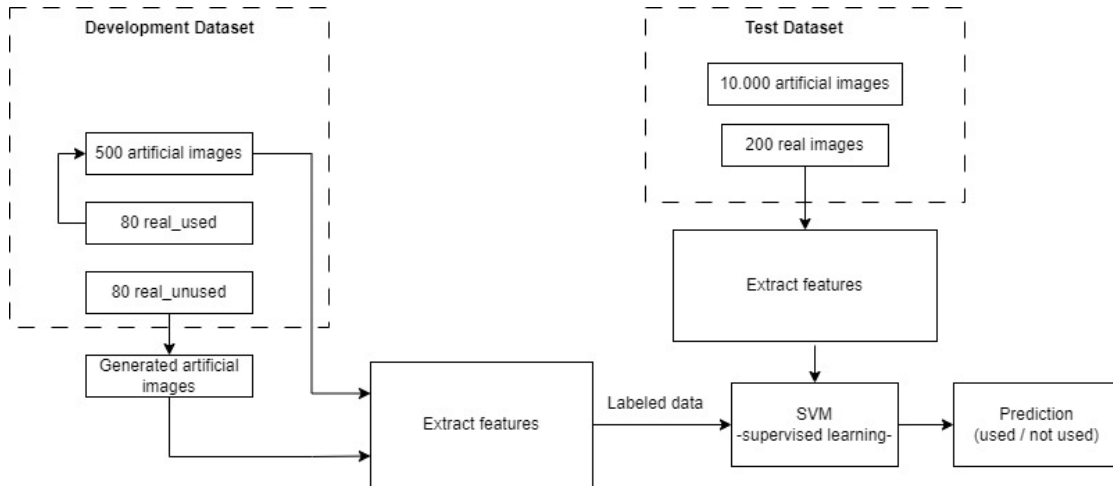 Development Dataset
500 artificial images
80 real_used
80 real_unused
Generated artificial
images
Extract features
Labeled data
Test Dataset
10.000 artificial images
200 real images
Extract features
SVM
-supervised learning-
Prediction
(used / not used)